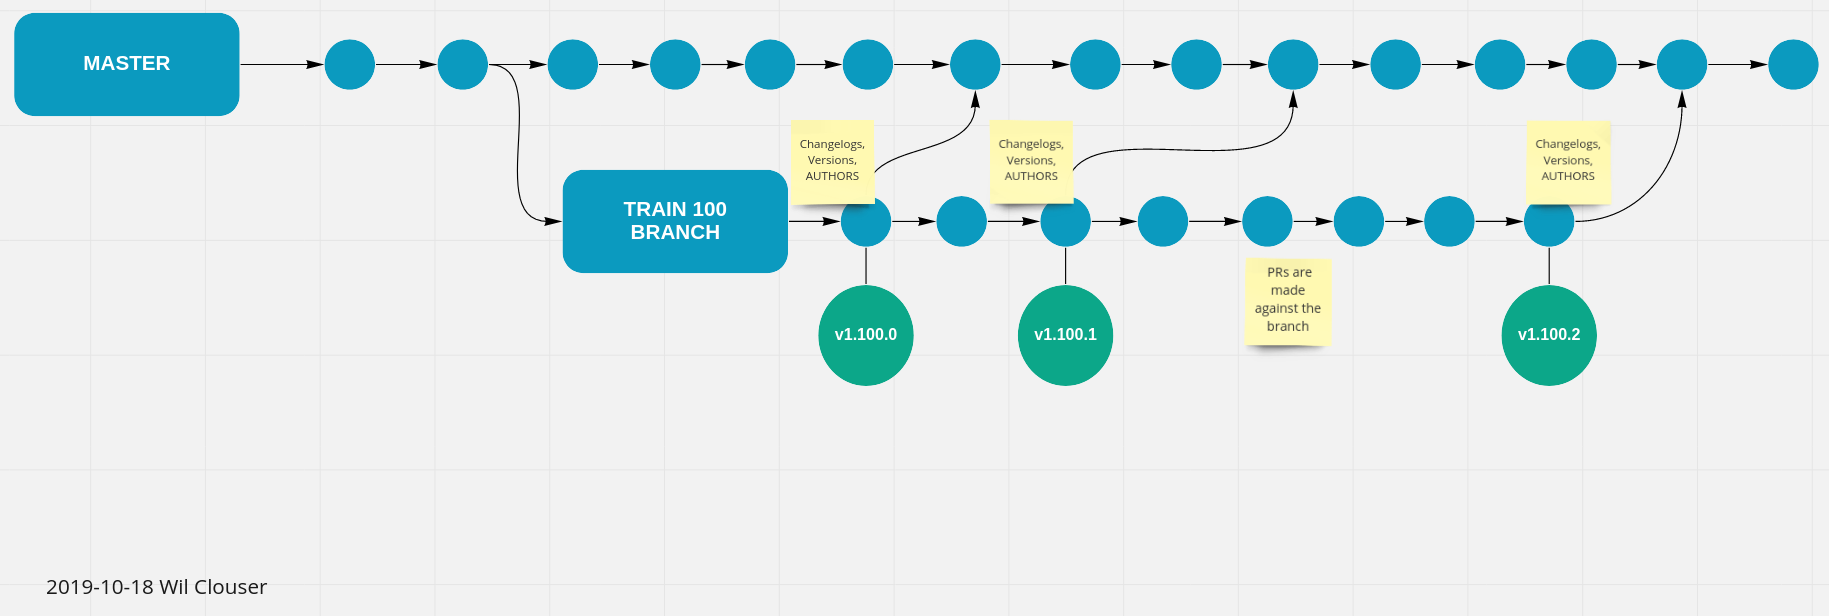 MASTER
Changelogs,
Versions,
AUTHORS
Changelogs,
Versions,
AUTHORS
Changelogs,
Versions,
AUTHORS
TRAIN 100
BRANCH
PRs are
made
against the
branch
v1.100.0
v1.100.1
v1.100.2
2019-10-18 Wil Clouser